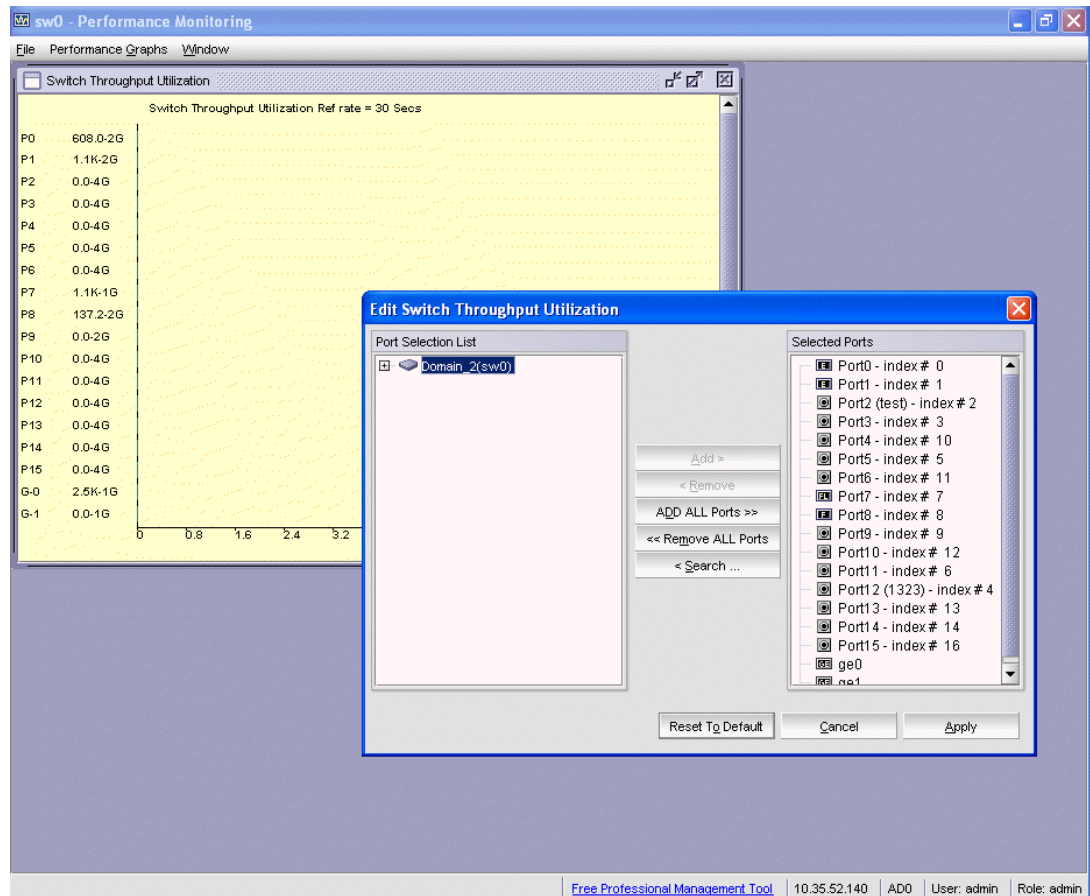 sw0 - Performance Monitoring
File Performance Graphs Window
Switch Throughput Utilization
Switch Throughput Utilization Ref rate = 30 Secs
P0 608.0-2G
P1 1.1K-2G
P2 0.0-4G
P3 0.0-4G
P4 0.0-4G
P5 0.0-4G
P6 0.0-4G
P7 1.1K-1G
P8 137.2-2G
P9 0.0-2G
P10 0.0-4G
P11 0.0-4G
P12 0.0-4G
P13 0.0-4G
P14 0.0-4G
P15 0.0-4G
G-0 2.5K-1G
G-1 0.0-1G
0 0.8 1.6 2.4 3.2
Edit Switch Throughput Utilization
Port Selection List
Domain_2(sw0)
Add >
< Remove
ADD ALL Ports >>
<< Remove ALL Ports
< Search ...
Selected Ports
Port0 - index # 0
Port1 - index # 1
Port2 (test) - index # 2
Port3 - index # 3
Port4 - index # 10
Port5 - index # 5
Port6 - index # 11
Port7 - index # 7
Port8 - index # 8
Port9 - index # 9
Port10 - index # 12
Port11 - index # 6
Port12 (1323) - index # 4
Port13 - index # 13
Port14 - index # 14
Port15 - index # 16
ge0
ge1
Reset To Default Cancel Apply
Free Professional Management Tool 10.35.52.140 AD0 User: admin Role: admin